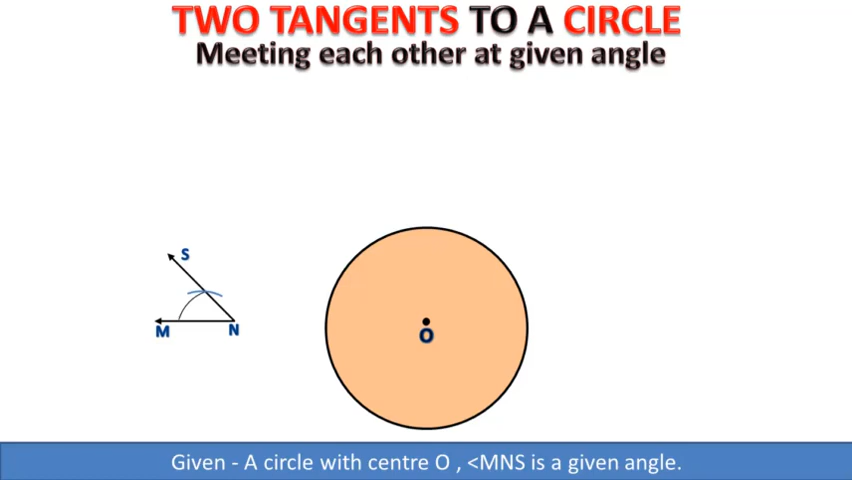 TWO TANGENTS TO A CIRCLE
Meeting each other at given angle
S
M
N
O
Given - A circle with centre O , <MNS is a given angle.